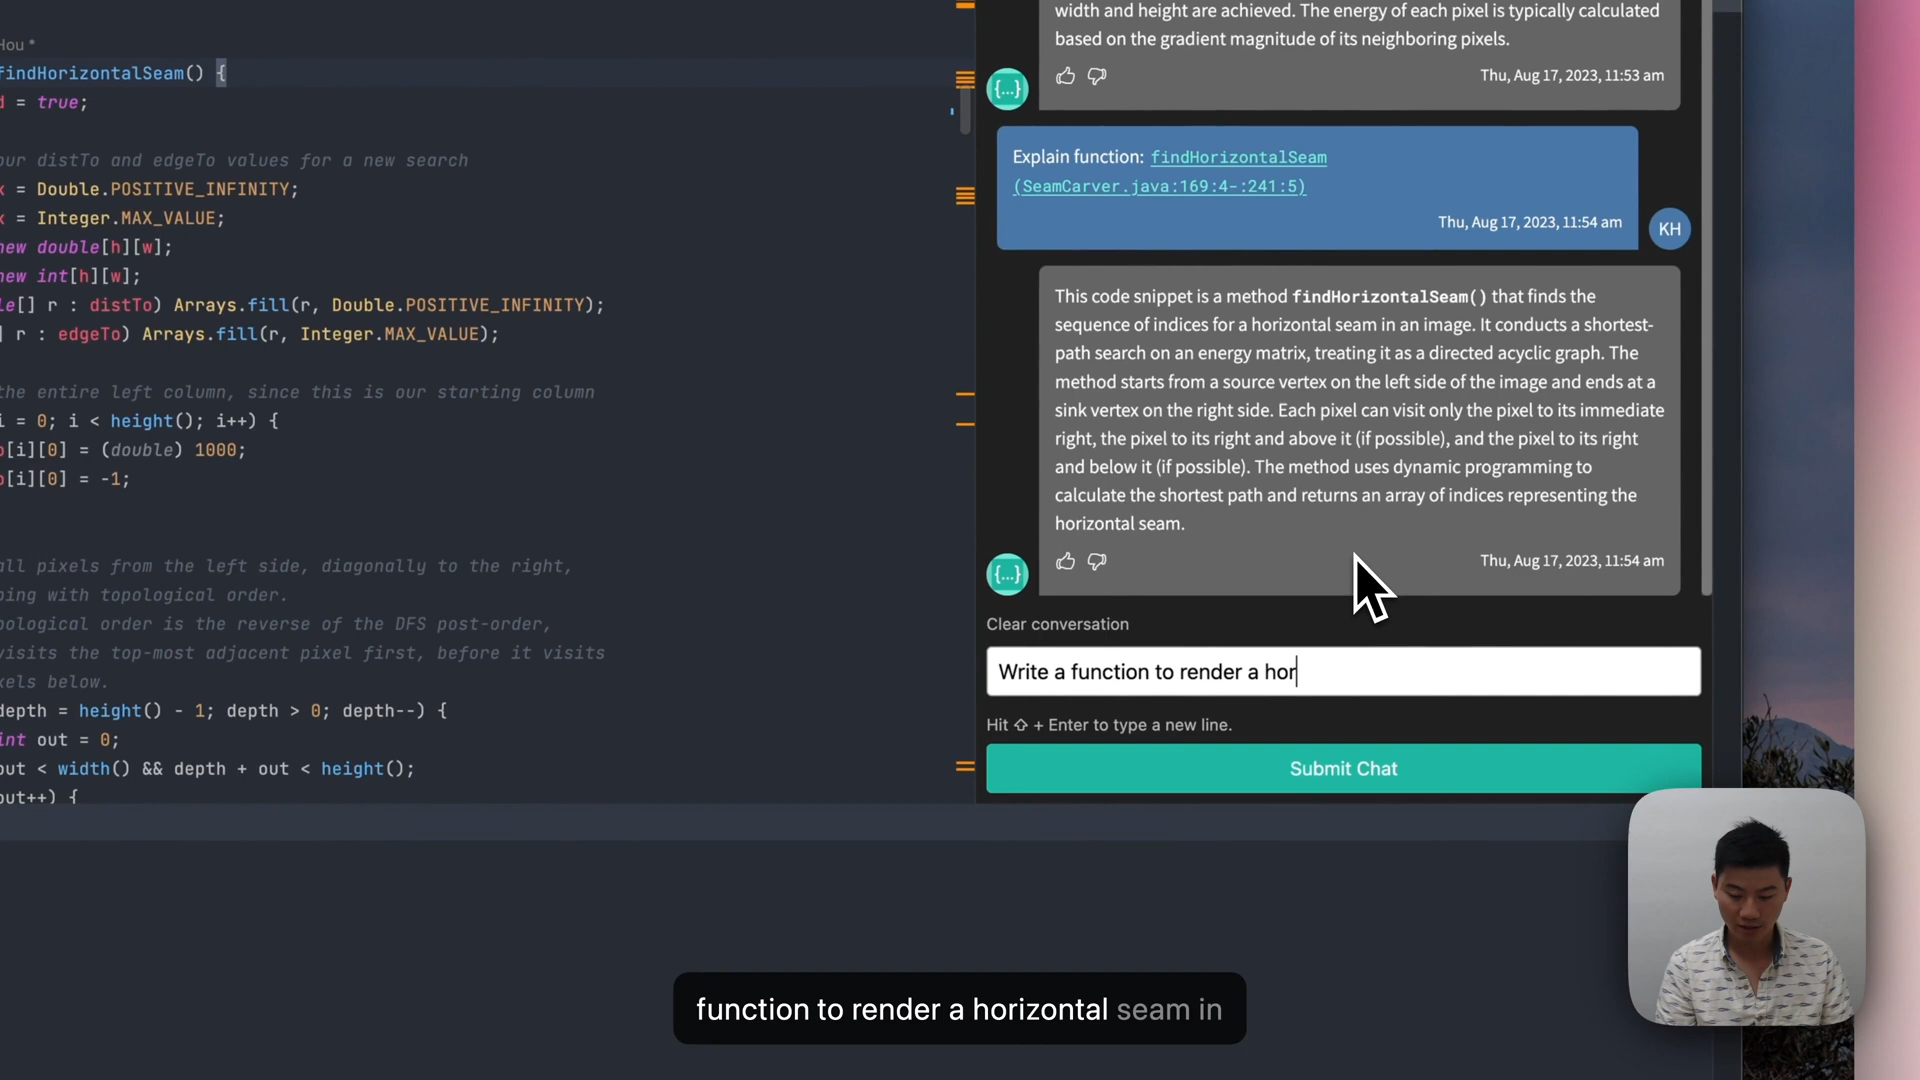 Hou *
findHorizontalSeam() {
d = true;
our distTo and edgeTo values for a new search
x = Double.POSITIVE_INFINITY;
x = Integer.MAX_VALUE;
new double[h][w];
new int[h][w];
le[] r : distTo) Arrays.fill(r, Double.POSITIVE_INFINITY);
] r : edgeTo) Arrays.fill(r, Integer.MAX_VALUE);
the entire left column, since this is our starting column
i = 0; i < height(); i++) {
o[i][0] = (double) 1000;
o[i][0] = -1;
all pixels from the left side, diagonally to the right,
ping with topological order.
pological order is the reverse of the DFS post-order,
visits the top-most adjacent pixel first, before it visits
xels below.
depth = height() - 1; depth > 0; depth--) {
int out = 0;
out < width() && depth + out < height();
out++) {
width and height are achieved. The energy of each pixel is typically calculated
based on the gradient magnitude of its neighboring pixels.
Thu, Aug 17, 2023, 11:53 am
{...}
Explain function: findHorizontalSeam
(SeamCarver.java:169:4-:241:5)
Thu, Aug 17, 2023, 11:54 am
KH
This code snippet is a method findHorizontalSeam() that finds the
sequence of indices for a horizontal seam in an image. It conducts a shortest-
path search on an energy matrix, treating it as a directed acyclic graph. The
method starts from a source vertex on the left side of the image and ends at a
sink vertex on the right side. Each pixel can visit only the pixel to its immediate
right, the pixel to its right and above it (if possible), and the pixel to its right
and below it (if possible). The method uses dynamic programming to
calculate the shortest path and returns an array of indices representing the
horizontal seam.
Thu, Aug 17, 2023, 11:54 am
{...}
Clear conversation
Write a function to render a hor
Hit ⇧ + Enter to type a new line.
Submit Chat
function to render a horizontal seam in